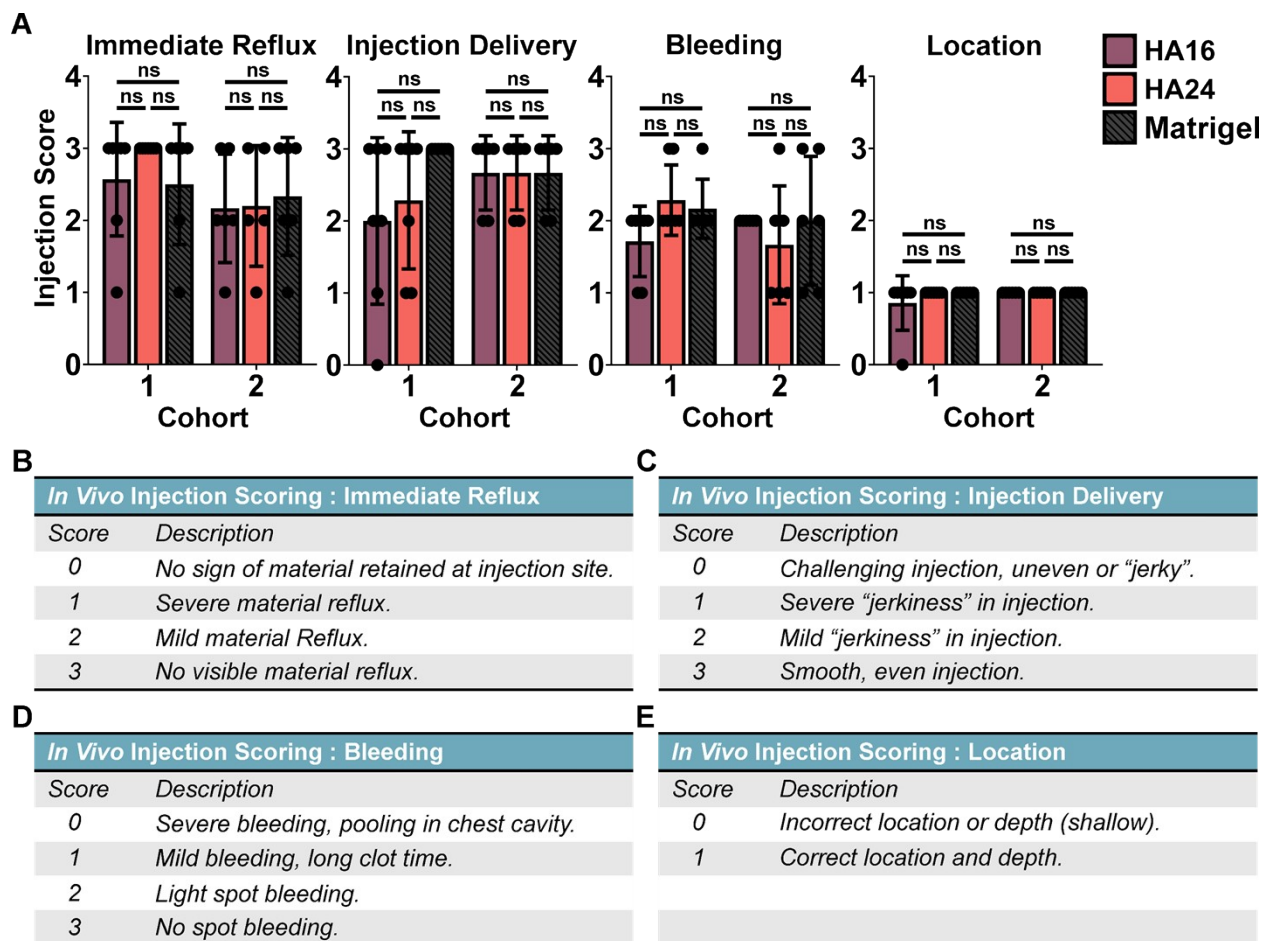 A
Immediate Reflux Injection Delivery Bleeding Location
HA16
HA24
Matrigel
Injection Score
4
3
2
1
0
ns
ns ns
ns
ns ns
1 2
Cohort
4
3
2
1
0
ns
ns ns
ns
ns ns
1 2
Cohort
4
3
2
1
0
ns
ns ns
ns
ns ns
1 2
Cohort
4
3
2
1
0
ns
ns ns
ns
ns ns
1 2
Cohort
B
In Vivo Injection Scoring : Immediate Reflux
Score Description
0 No sign of material retained at injection site.
1 Severe material reflux.
2 Mild material Reflux.
3 No visible material reflux.
C
In Vivo Injection Scoring : Injection Delivery
Score Description
0 Challenging injection, uneven or “jerky”.
1 Severe “jerkiness” in injection.
2 Mild “jerkiness” in injection.
3 Smooth, even injection.
D
In Vivo Injection Scoring : Bleeding
Score Description
0 Severe bleeding, pooling in chest cavity.
1 Mild bleeding, long clot time.
2 Light spot bleeding.
3 No spot bleeding.
E
In Vivo Injection Scoring : Location
Score Description
0 Incorrect location or depth (shallow).
1 Correct location and depth.